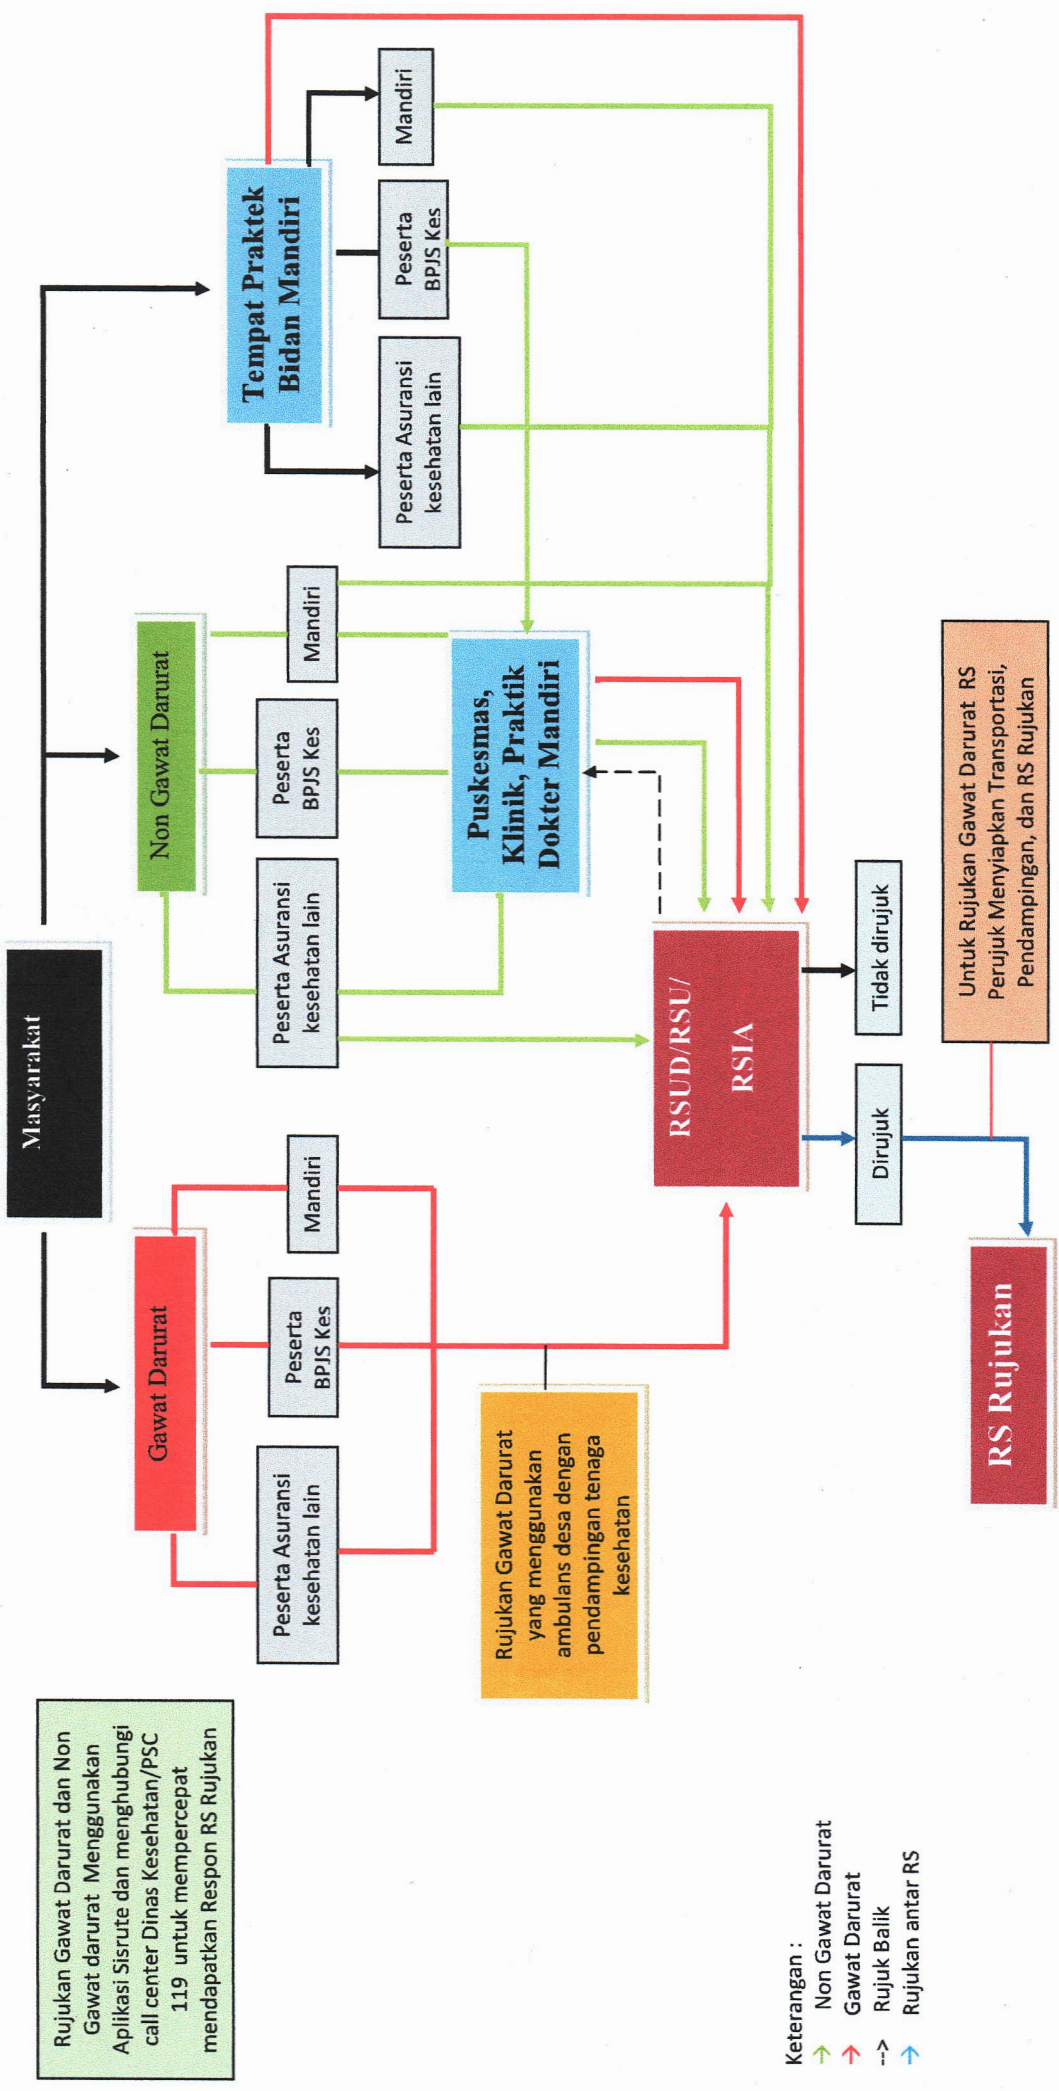 Rujukan Gawat Darurat dan Non
Gawat darurat Menggunakan
Aplikasi Sisrute dan menghubungi
call center Dinas Kesehatan/PSC
119 untuk mempercepat
mendapatkan Respon RS Rujukan
Masyarakat
Gawat Darurat
Non Gawat Darurat
Tempat Praktek
Bidan Mandiri
Peserta Asuransi
kesehatan lain
Peserta
BPJS Kes
Mandiri
Peserta Asuransi
kesehatan lain
Peserta
BPJS Kes
Mandiri
Peserta Asuransi
kesehatan lain
Peserta
BPJS Kes
Mandiri
Rujukan Gawat Darurat
yang menggunakan
ambulans desa dengan
pendampingan tenaga
kesehatan
Puskesmas,
Klinik, Praktik
Dokter Mandiri
RSUD/RSU/
RSIA
Dirujuk
Tidak dirujuk
RS Rujukan
Untuk Rujukan Gawat Darurat RS
Perujuk Menyiapkan Transportasi,
Pendampingan, dan RS Rujukan
Keterangan :
Non Gawat Darurat
Gawat Darurat
Rujuk Balik
Rujukan antar RS